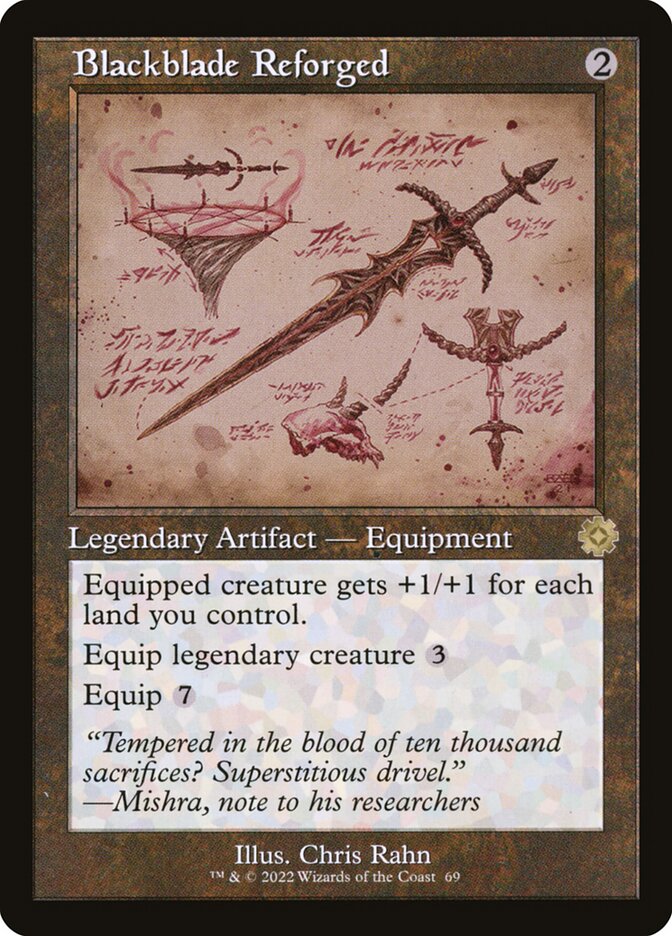 Blackblade Reforged 2
Legendary Artifact — Equipment
Equipped creature gets +1/+1 for each
land you control.
Equip legendary creature 3
Equip 7
“Tempered in the blood of ten thousand
sacrifices? Superstitious drivel.”
—Mishra, note to his researchers
Illus. Chris Rahn
™ & © 2022 Wizards of the Coast 69